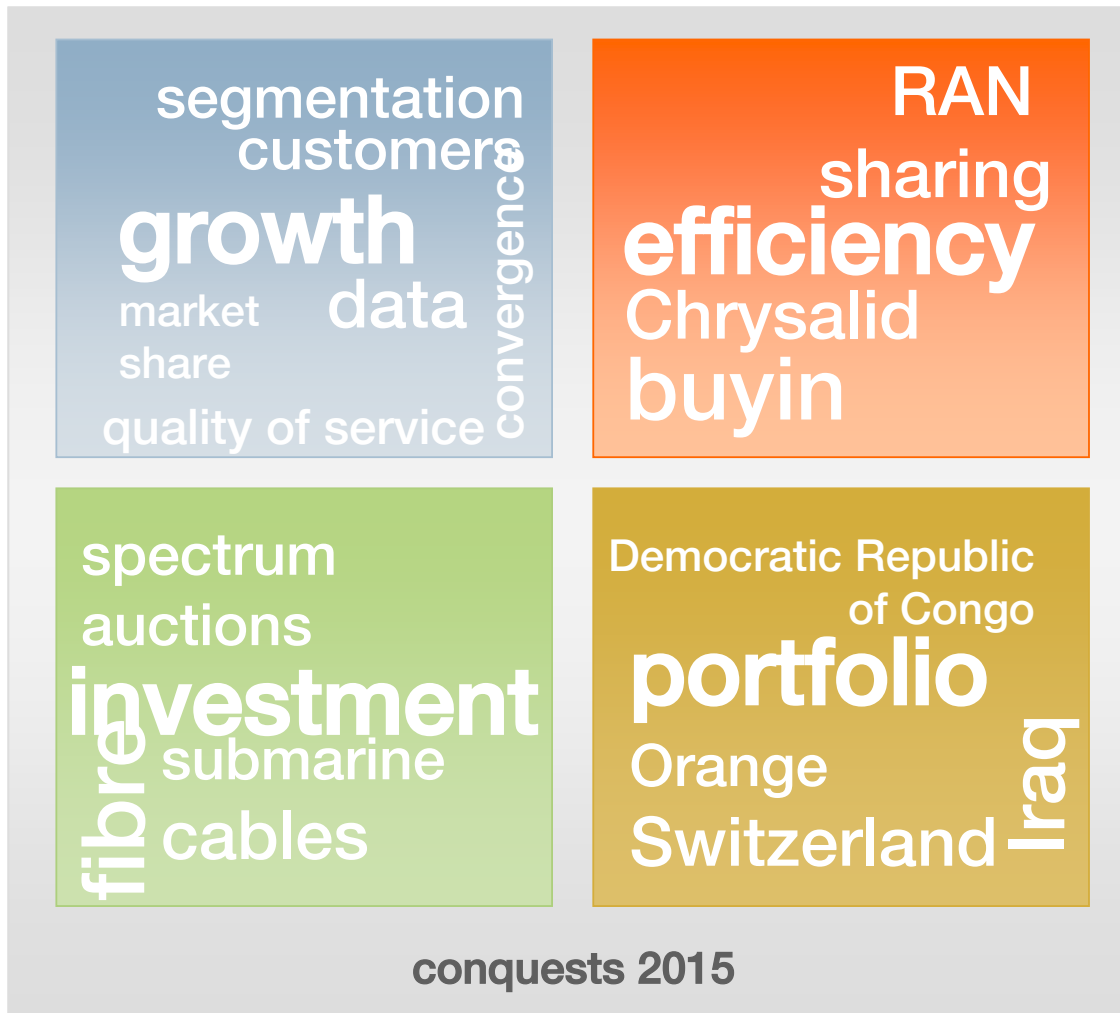 segmentation
customers
convergence
growth
market
share
data
quality of service
RAN
sharing
efficiency
Chrysalid
buyin
spectrum
auctions
investment
fibre
submarine
cables
Democratic Republic
of Congo
portfolio
Orange
Switzerland
Iraq
conquests 2015